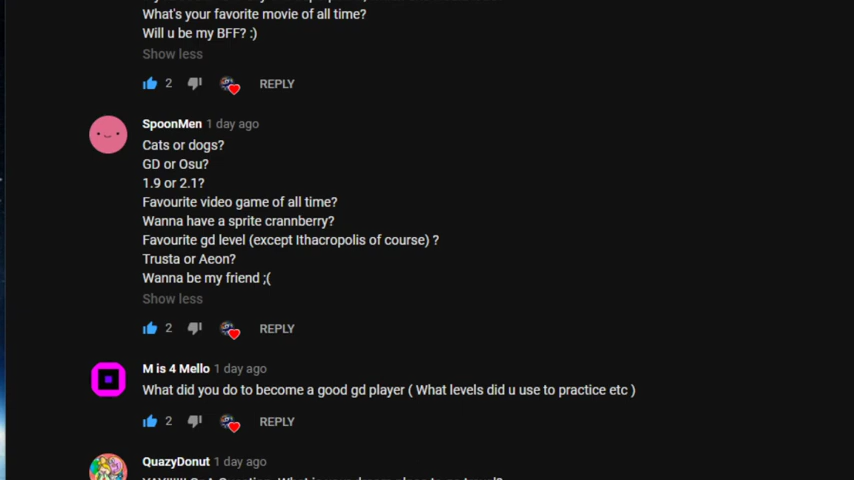 What's your favorite movie of all time?
Will u be my BFF? :)
Show less
2
REPLY
SpoonMen 1 day ago
Cats or dogs?
GD or Osu?
1.9 or 2.1?
Favourite video game of all time?
Wanna have a sprite crannberry?
Favourite gd level (except Ithacropolis of course) ?
Trusta or Aeon?
Wanna be my friend ;(
Show less
2
REPLY
M is 4 Mello 1 day ago
What did you do to become a good gd player ( What levels did u use to practice etc )
2
REPLY
QuazyDonut 1 day ago